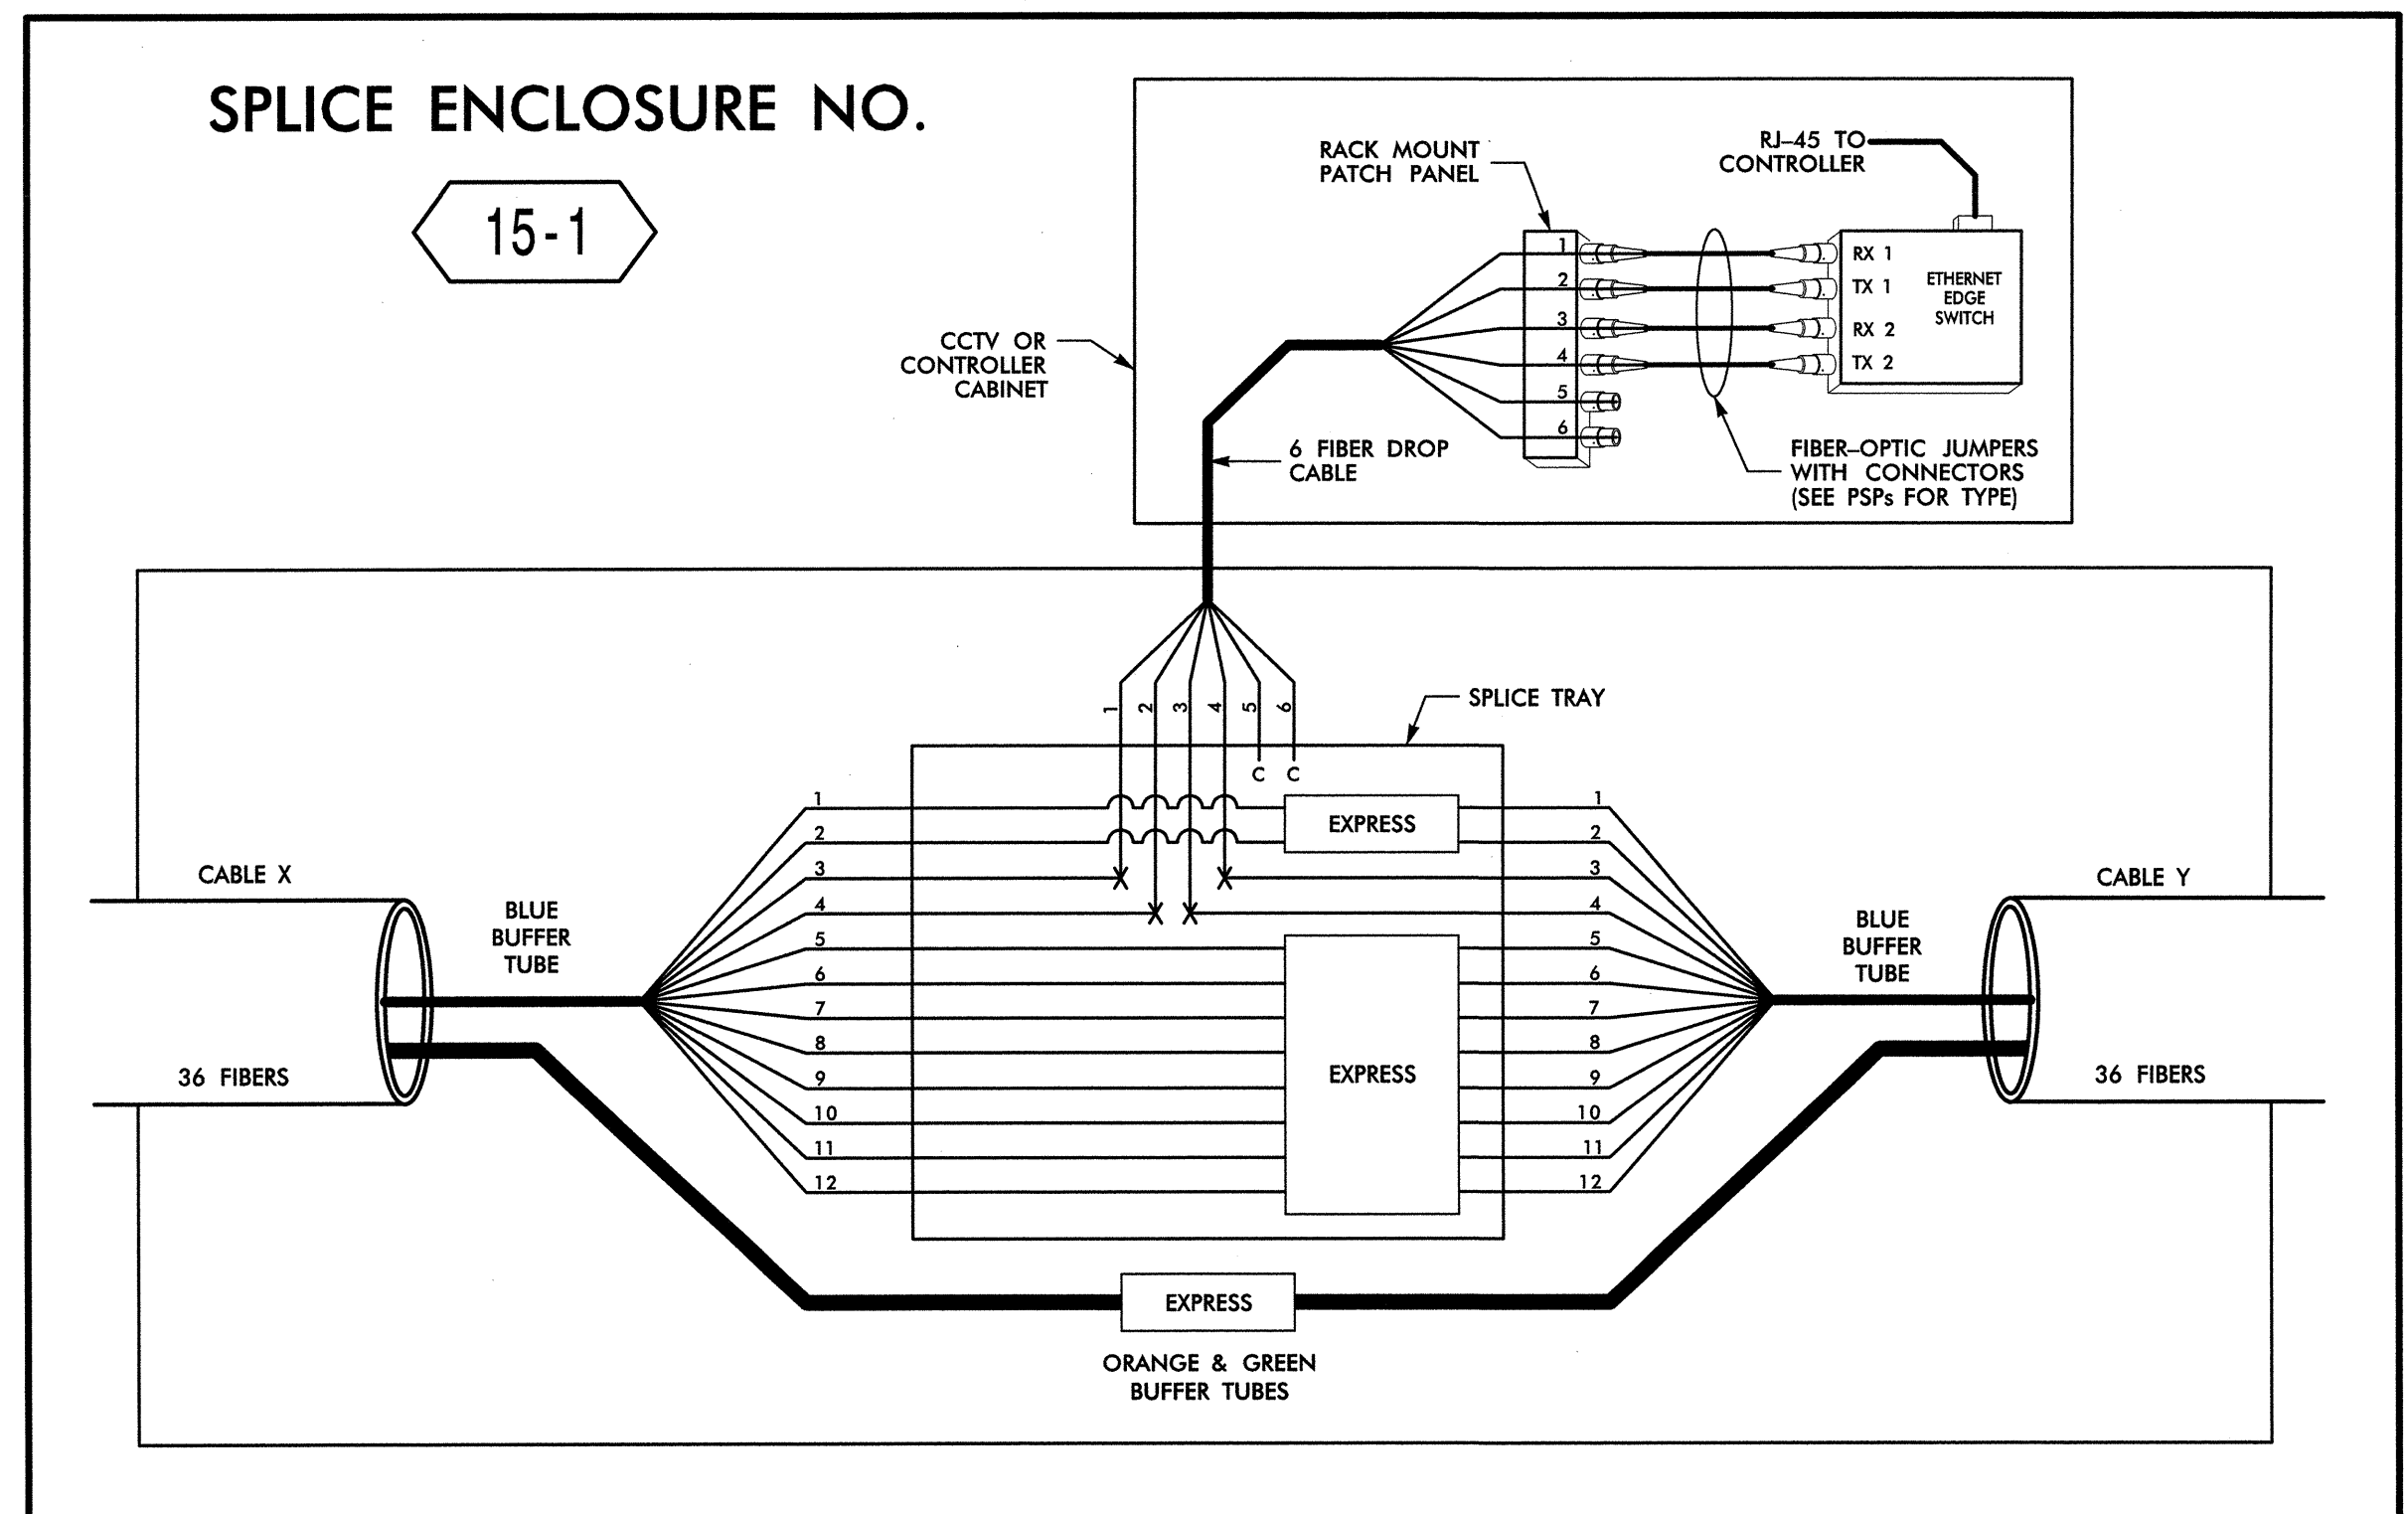 SPLICE ENCLOSURE NO.
15-1
RACK MOUNT
PATCH PANEL
RJ-45 TO
CONTROLLER
1
2
3
4
5
6
RX 1
TX 1
RX 2
TX 2
ETHERNET
EDGE
SWITCH
CCTV OR
CONTROLLER
CABINET
6 FIBER DROP
CABLE
FIBER-OPTIC JUMPERS
WITH CONNECTORS
(SEE PSPs FOR TYPE)
1
2
3
4
5
6
SPLICE TRAY
C C
1
2
3
4
5
6
7
8
9
10
11
12
EXPRESS
EXPRESS
1
2
3
4
5
6
7
8
9
10
11
12
CABLE X
BLUE
BUFFER
TUBE
36 FIBERS
CABLE Y
BLUE
BUFFER
TUBE
36 FIBERS
EXPRESS
ORANGE & GREEN
BUFFER TUBES